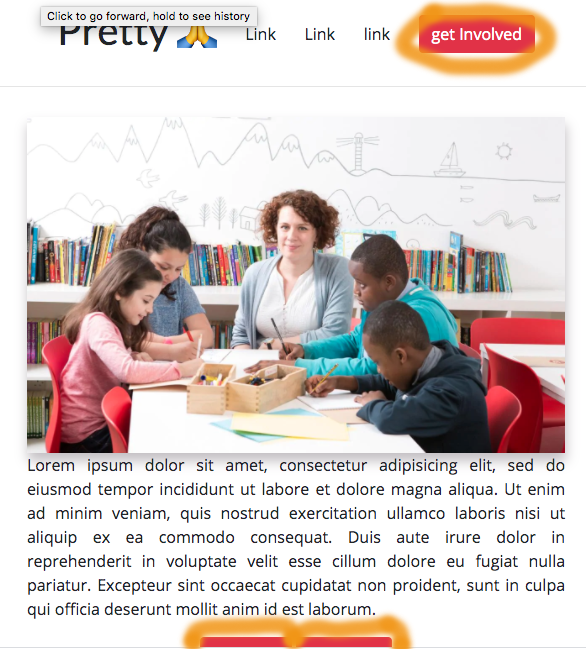 Click to go forward, hold to see history
Pretty 🙏 Link Link link get Involved
Lorem ipsum dolor sit amet, consectetur adipisicing elit, sed do
eiusmod tempor incididunt ut labore et dolore magna aliqua. Ut enim
ad minim veniam, quis nostrud exercitation ullamco laboris nisi ut
aliquip ex ea commodo consequat. Duis aute irure dolor in
reprehenderit in voluptate velit esse cillum dolore eu fugiat nulla
pariatur. Excepteur sint occaecat cupidatat non proident, sunt in culpa
qui officia deserunt mollit anim id est laborum.